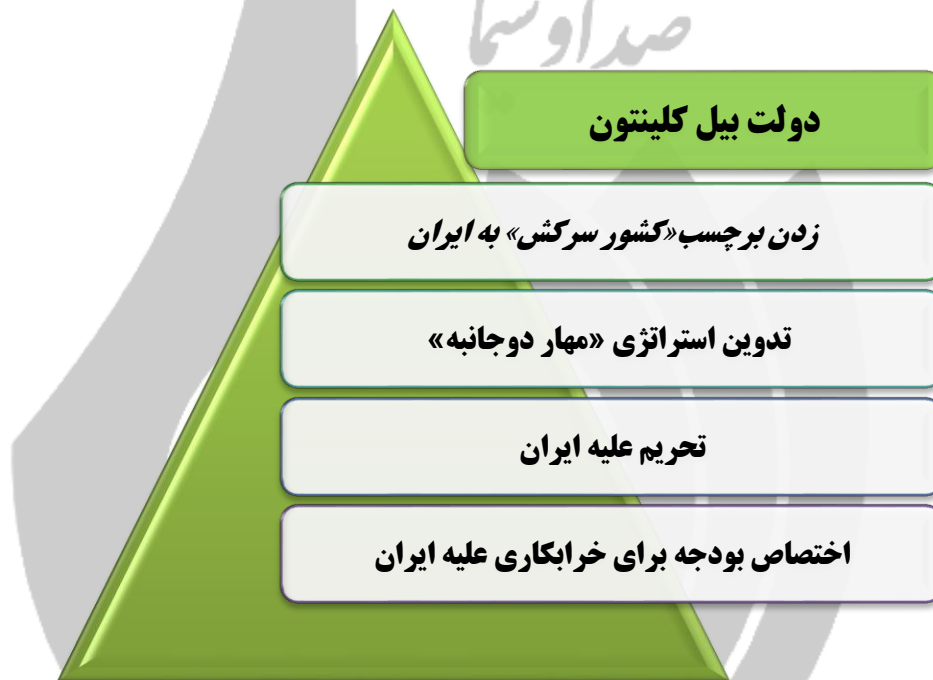 صداوسیما
دولت بیل کلینتون
زدن برچسب«کشور سرکش» به ایران
تدوین استراتژی «مهار دوجانبه»
تحریم علیه ایران
اختصاص بودجه برای خرابکاری علیه ایران